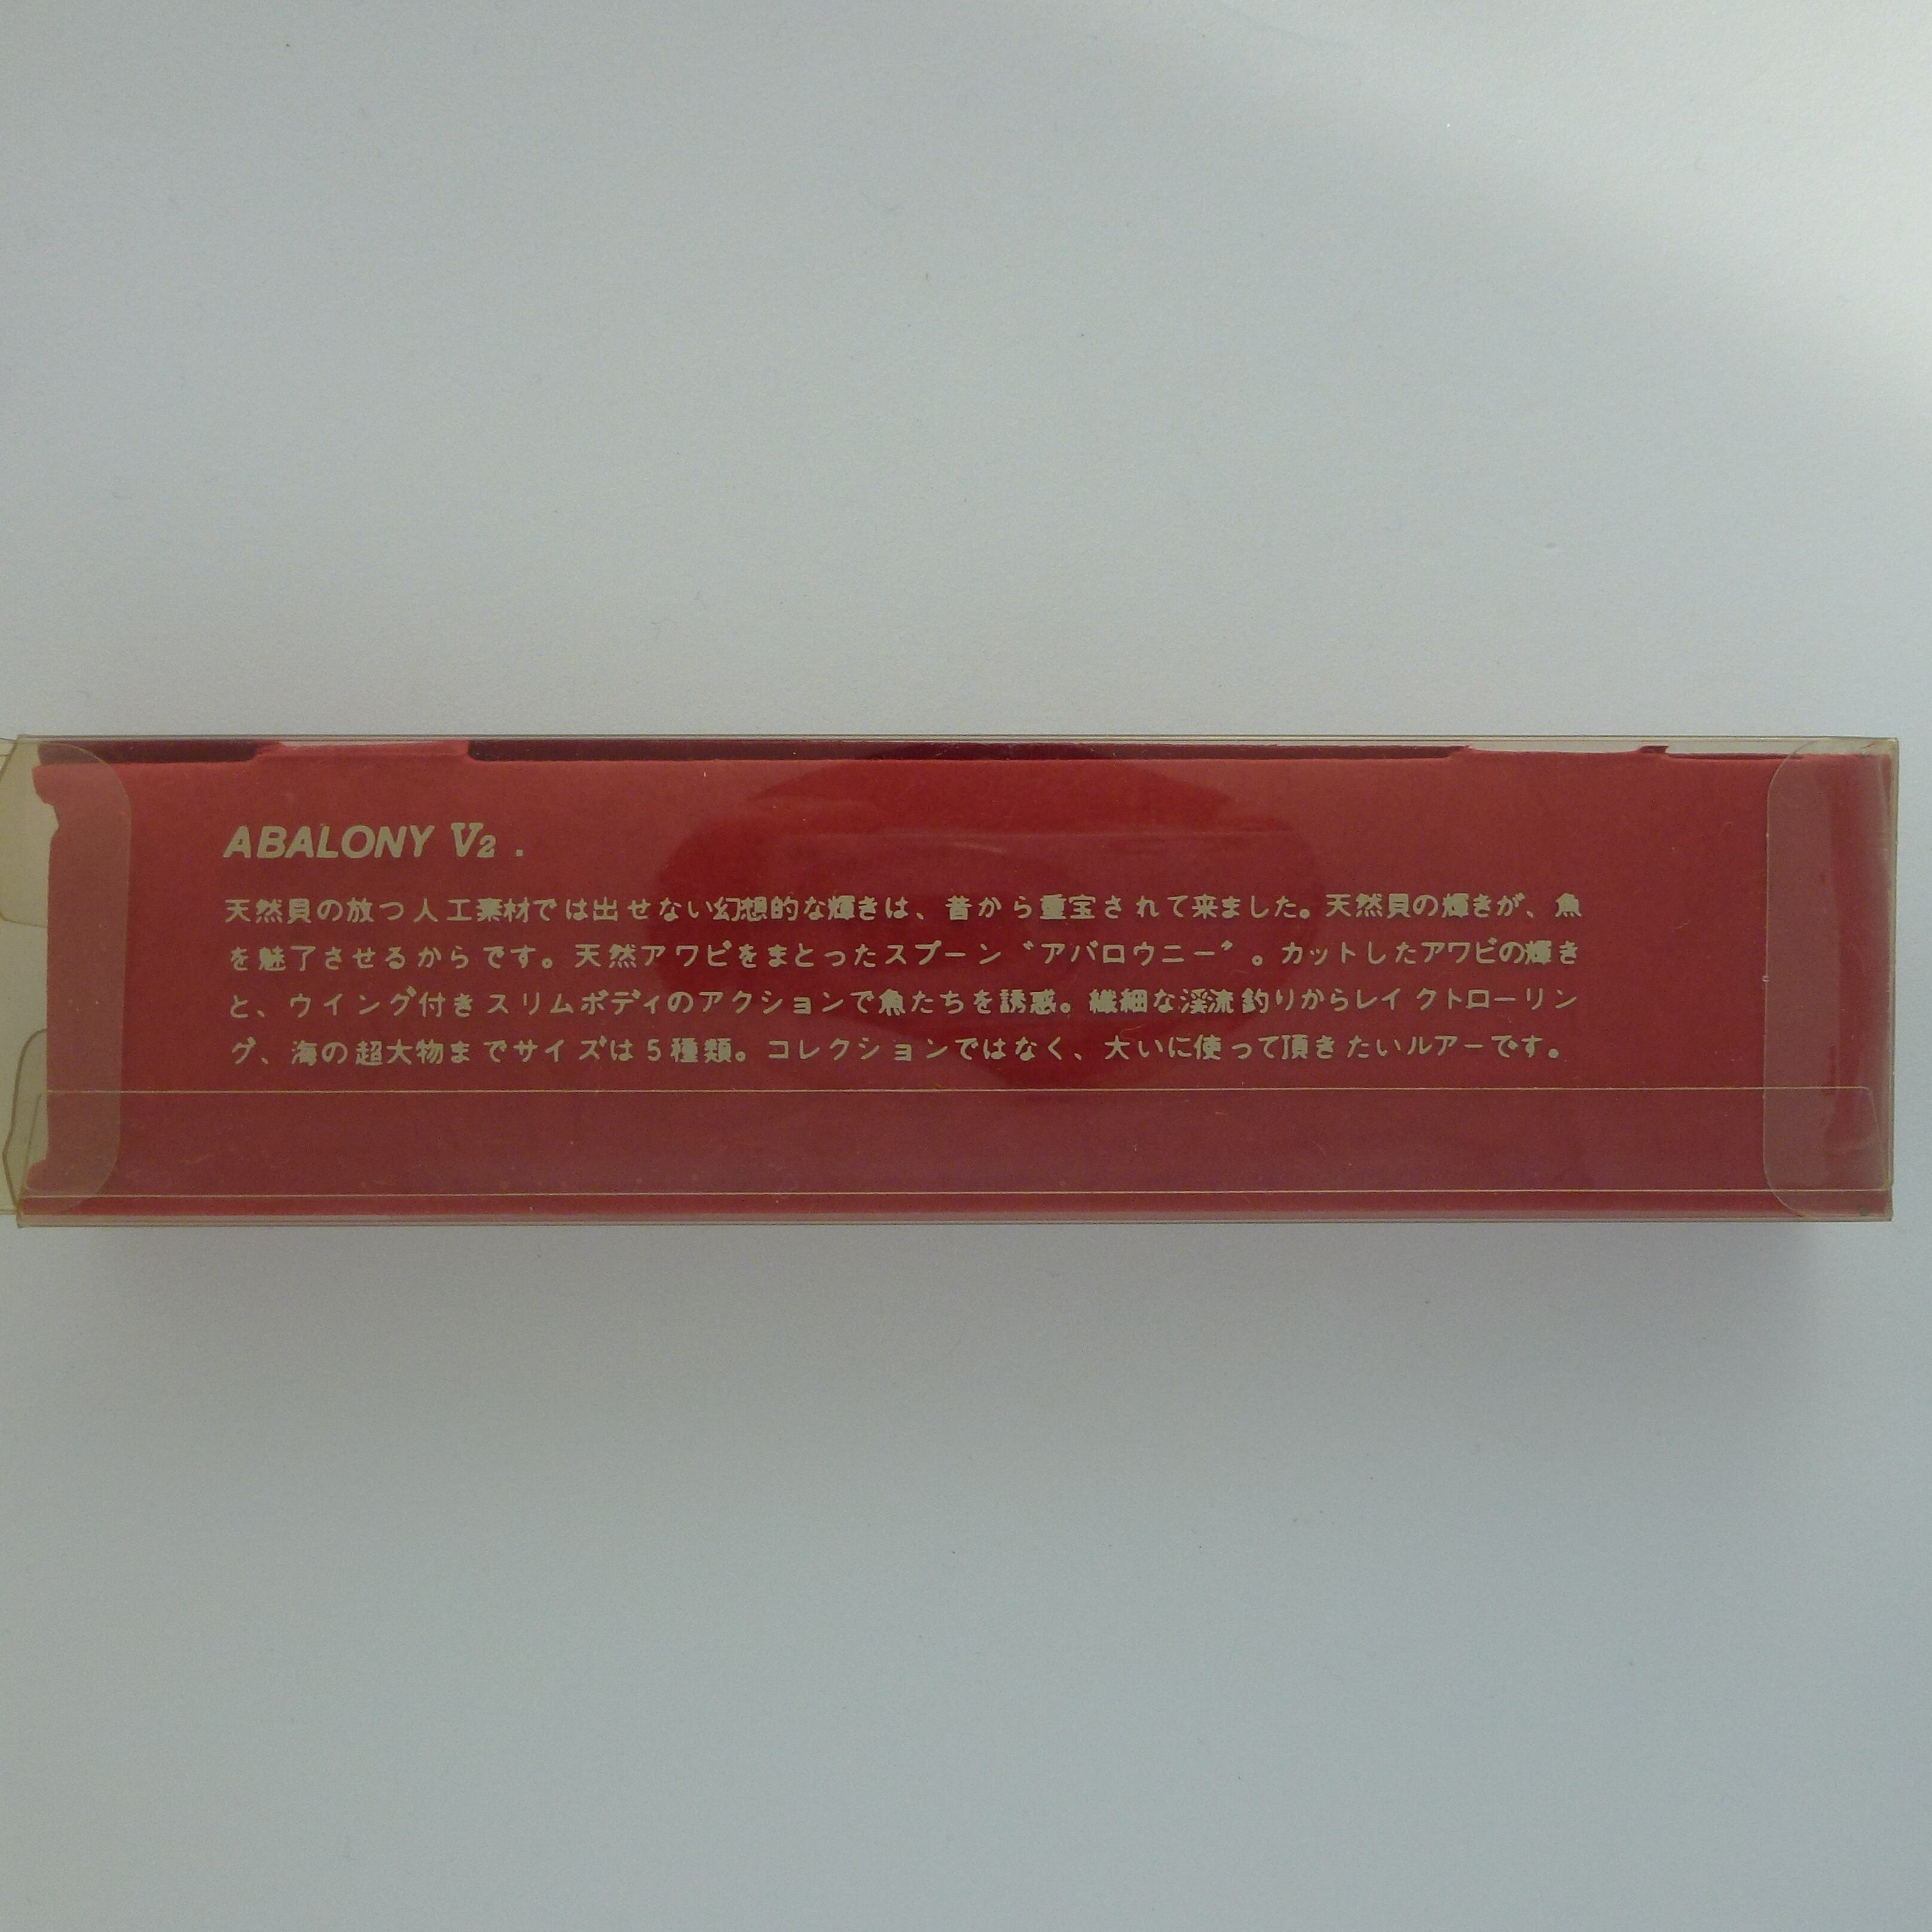 ABALONY V2 .
天然貝の放つ人工素材では出せない幻想的な輝きは、昔から重宝されて来ました。天然貝の輝きが、魚
を魅了させるからです。天然アワビをまとったスプーン〝アバロウニー〞。カットしたアワビの輝き
と、ウイング付きスリムボディのアクションで魚たちを誘惑。繊細な渓流釣りからレイクトローリン
グ、海の超大物までサイズは5種類。コレクションではなく、大いに使って頂きたいルアーです。